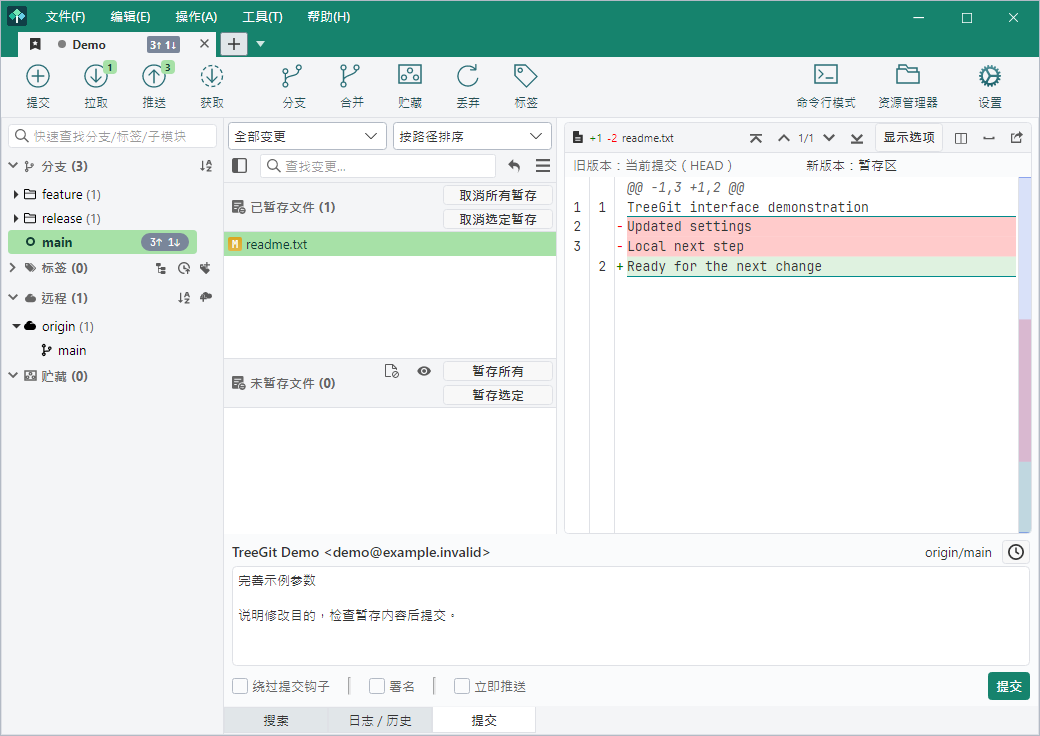 文件(F) 编辑(E) 操作(A) 工具(T) 帮助(H)
Demo 3↑ 1↓
提交 拉取 1 推送 3 获取 分支 合并 贮藏 丢弃 标签 命令行模式 资源管理器 设置
快速查找分支/标签/子模块
分支 (3)
feature (1)
release (1)
main 3↑ 1↓
标签 (0)
远程 (1)
origin (1)
main
贮藏 (0)
全部变更 按路径排序
查找变更...
已暂存文件 (1)
取消所有暂存
取消选定暂存
M readme.txt
未暂存文件 (0)
暂存所有
暂存选定
+1 -2 readme.txt 1/1 显示选项
旧版本：当前提交 ( HEAD ) 新版本：暂存区
@@ -1,3 +1,2 @@
1 1 TreeGit interface demonstration
2 -Updated settings
3 -Local next step
2 +Ready for the next change
TreeGit Demo <demo@example.invalid> origin/main
完善示例参数
说明修改目的，检查暂存内容后提交。
绕过提交钩子 署名 立即推送 提交
搜索 日志 / 历史 提交